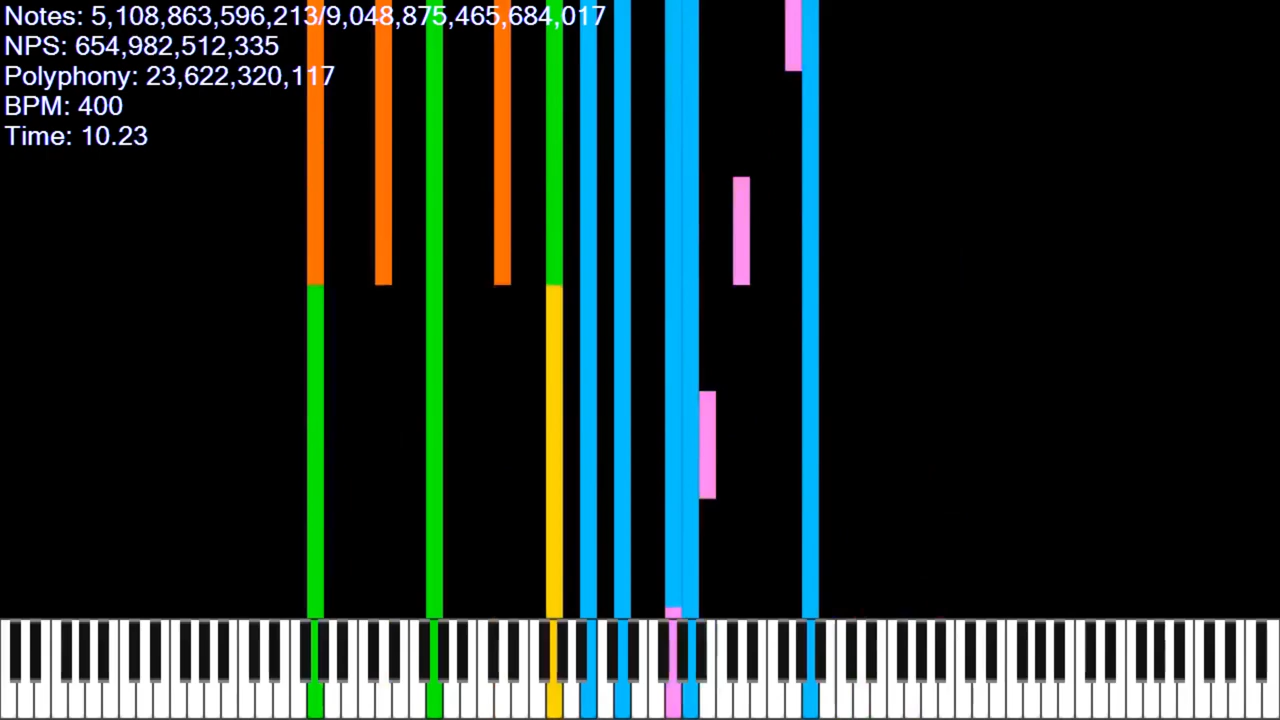 Notes: 5,108,863,596,213/9,048,875,465,684,017
NPS: 654,982,512,335
Polyphony: 23,622,320,117
BPM: 400
Time: 10.23